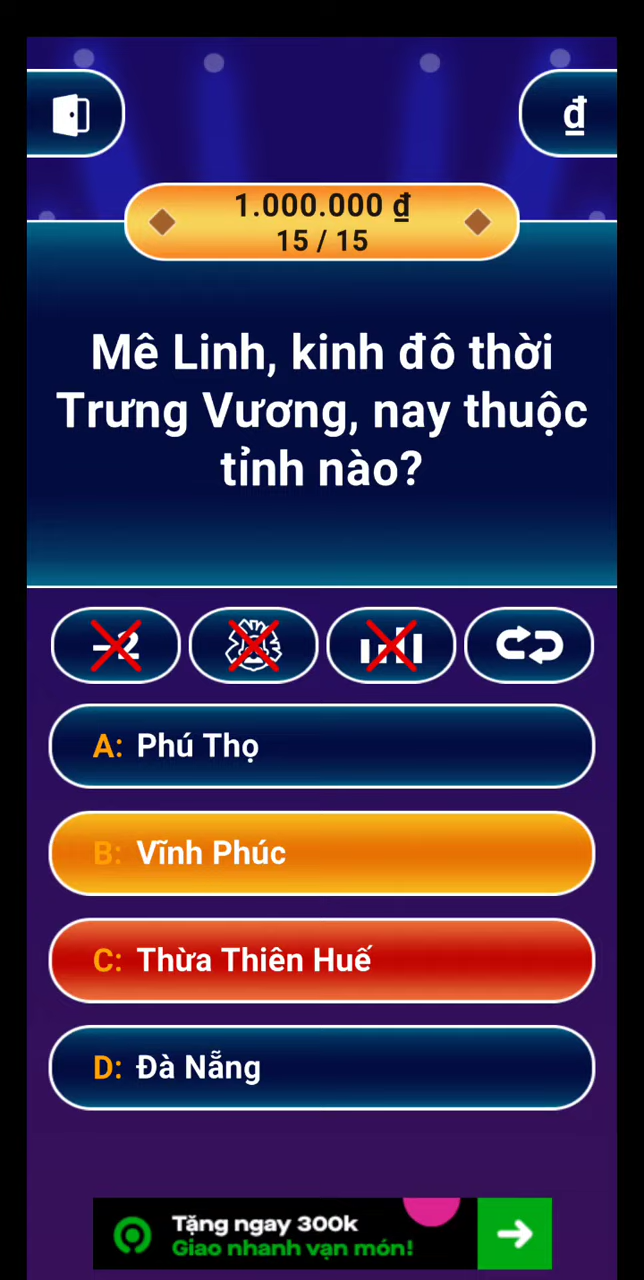 đ
1.000.000 đ
15 / 15
Mê Linh, kinh đô thời
Trưng Vương, nay thuộc
tỉnh nào?
-2
A: Phú Thọ
B: Vĩnh Phúc
C: Thừa Thiên Huế
D: Đà Nẵng
Tặng ngay 300k
Giao nhanh vạn món!